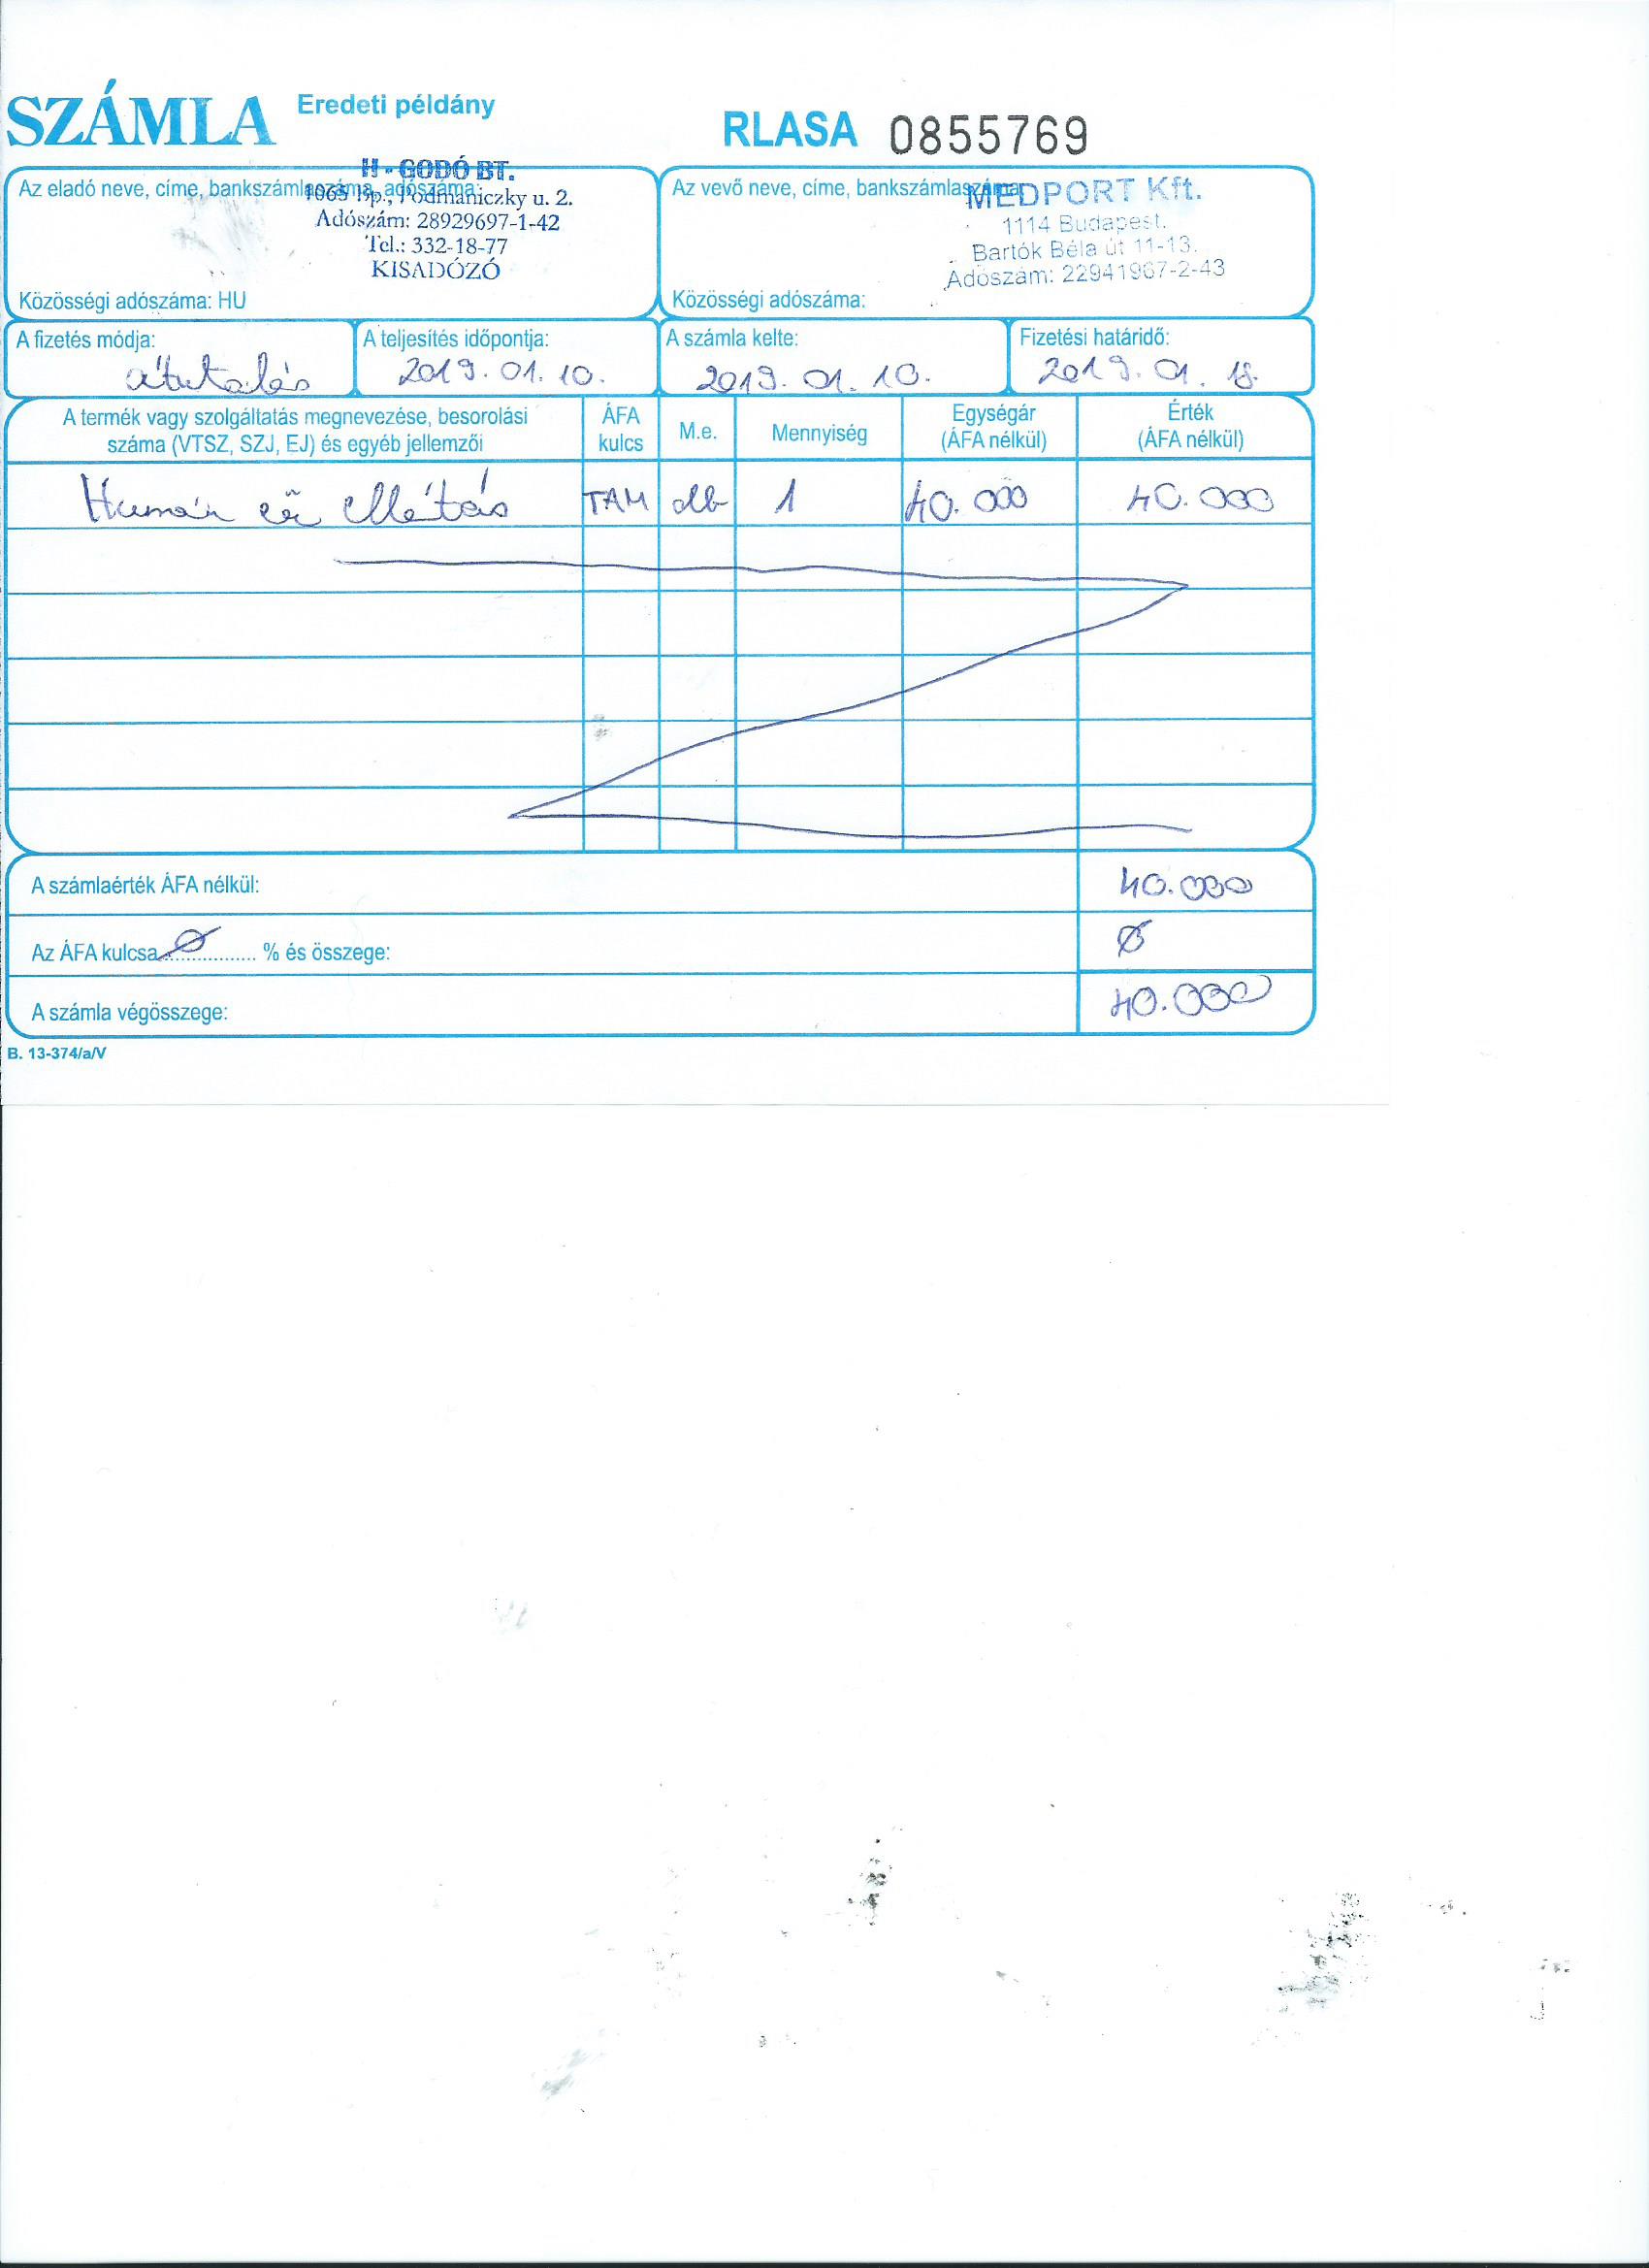 SZÁMLA Eredeti példány
RLASA 0855769
H - GODÓ BT.
Az eladó neve, címe, bankszámlaszáma, adószáma:
1065 Bp., Podmaniczky u. 2.
Adószám: 28929697-1-42
Tel.: 332-18-77
KISADÓZÓ
Közösségi adószáma: HU
Az vevő neve, címe, bankszámlaszáma:
MEDPORT Kft.
1114 Budapest.
Bartók Béla út 11-13.
Adószám: 22941967-2-43
Közösségi adószáma:
A fizetés módja:
átutalás
A teljesítés időpontja:
2019.01.10.
A számla kelte:
2019.01.10.
Fizetési határidő:
2019.01.18.
A termék vagy szolgáltatás megnevezése, besorolási
száma (VTSZ, SZJ, EJ) és egyéb jellemzői
ÁFA
kulcs
M.e.
Mennyiség
Egységár
(ÁFA nélkül)
Érték
(ÁFA nélkül)
Humán eü ellátás TAM db 1 40.000 40.000
A számlaérték ÁFA nélkül: 40.000
Az ÁFA kulcsa Ø % és összege: Ø
A számla végösszege: 40.000
B. 13-374/a/V